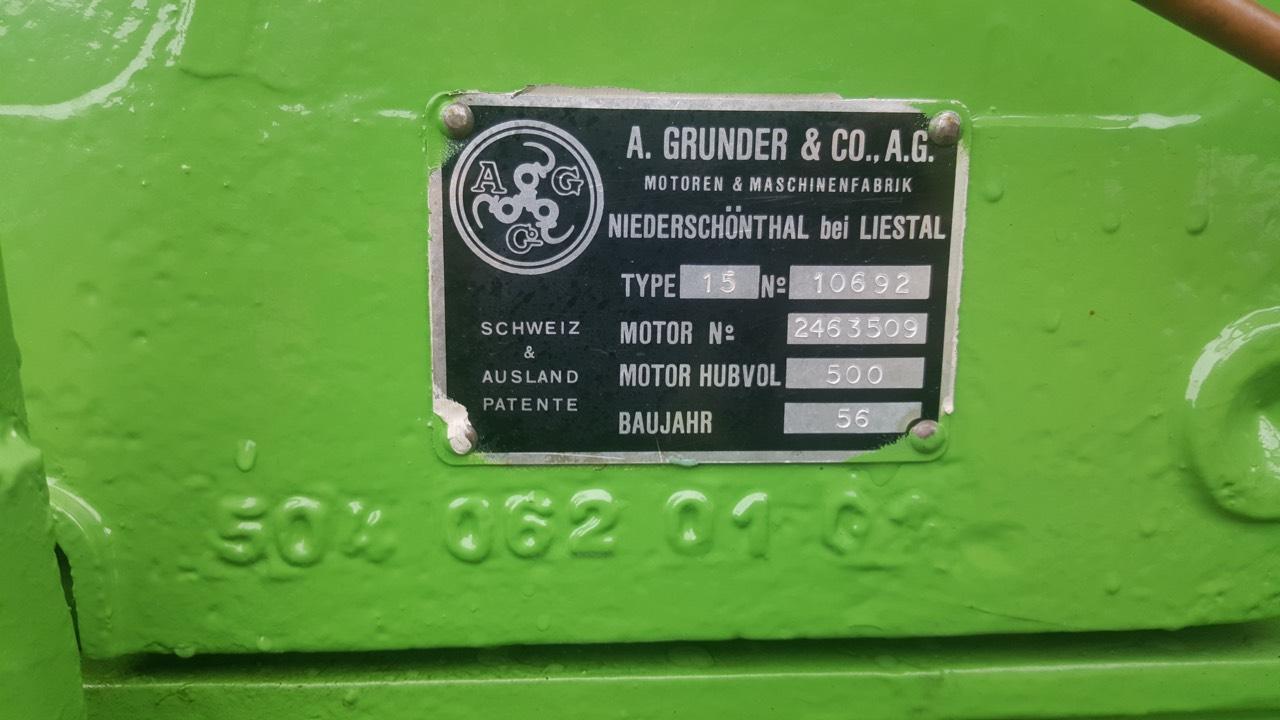 A G
G
A. GRUNDER & CO., A.G.
MOTOREN & MASCHINENFABRIK
NIEDERSCHÖNTHAL bei LIESTAL
TYPE 15 Nº 10692
SCHWEIZ
&
AUSLAND
PATENTE
MOTOR Nº 2463509
MOTOR HUBVOL 500
BAUJAHR 56
504 062 01